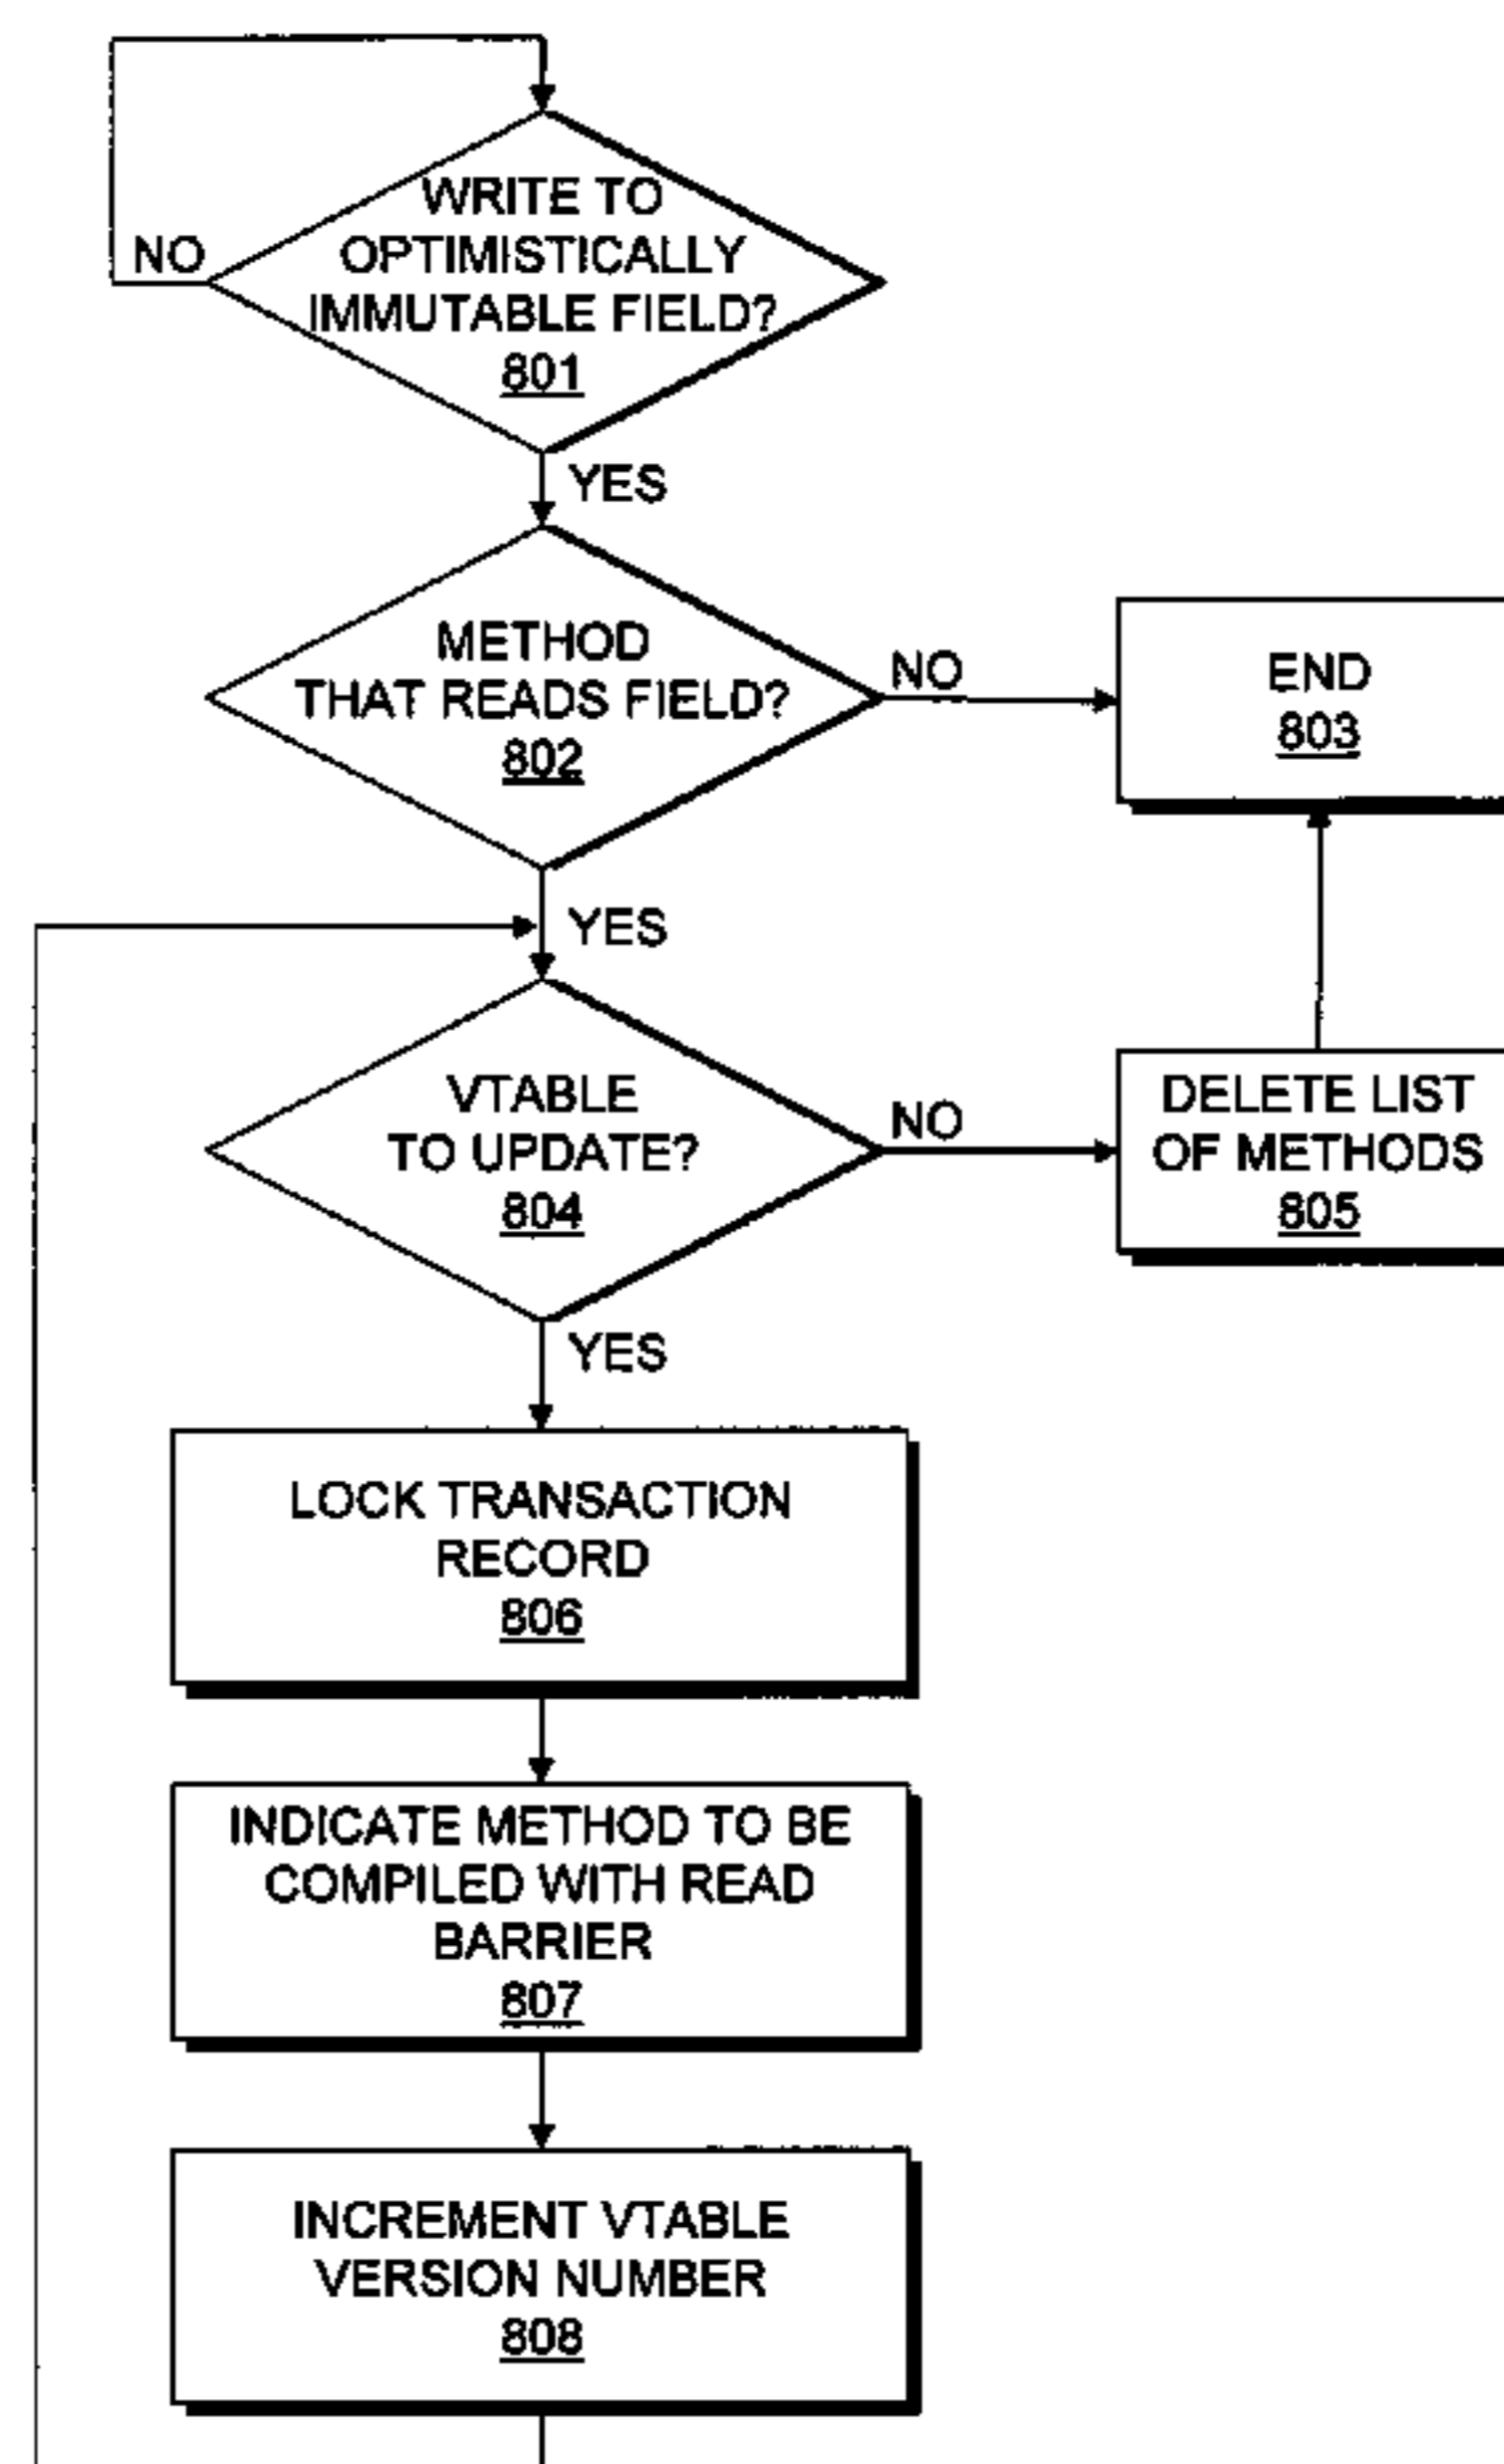 WRITE TO
OPTIMISTICALLY
IMMUTABLE FIELD?
801
NO
YES
METHOD
THAT READS FIELD?
802
NO
END
803
YES
VTABLE
TO UPDATE?
804
NO
DELETE LIST
OF METHODS
805
YES
LOCK TRANSACTION
RECORD
806
INDICATE METHOD TO BE
COMPILED WITH READ
BARRIER
807
INCREMENT VTABLE
VERSION NUMBER
808